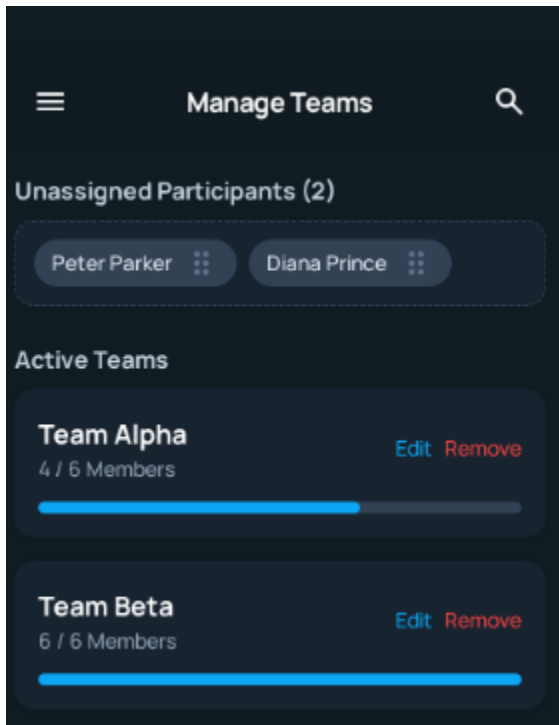 Manage Teams
Unassigned Participants (2)
Peter Parker Diana Prince
Active Teams
Team Alpha
Edit Remove
4 / 6 Members
Team Beta
Edit Remove
6 / 6 Members